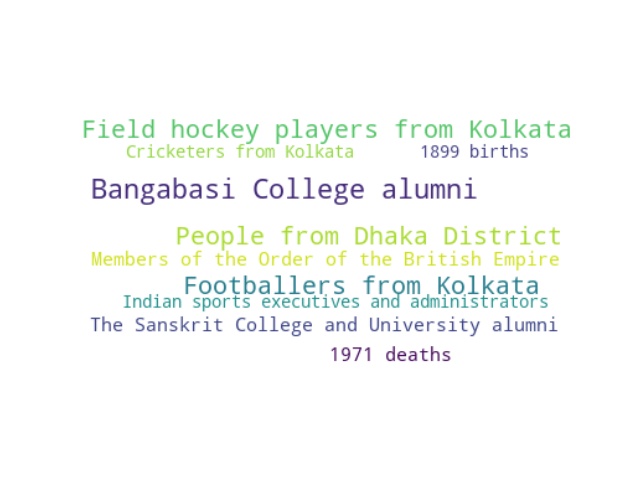 Field hockey players from Kolkata
Cricketers from Kolkata 1899 births
Bangabasi College alumni
People from Dhaka District
Members of the Order of the British Empire
Footballers from Kolkata
Indian sports executives and administrators
The Sanskrit College and University alumni
1971 deaths